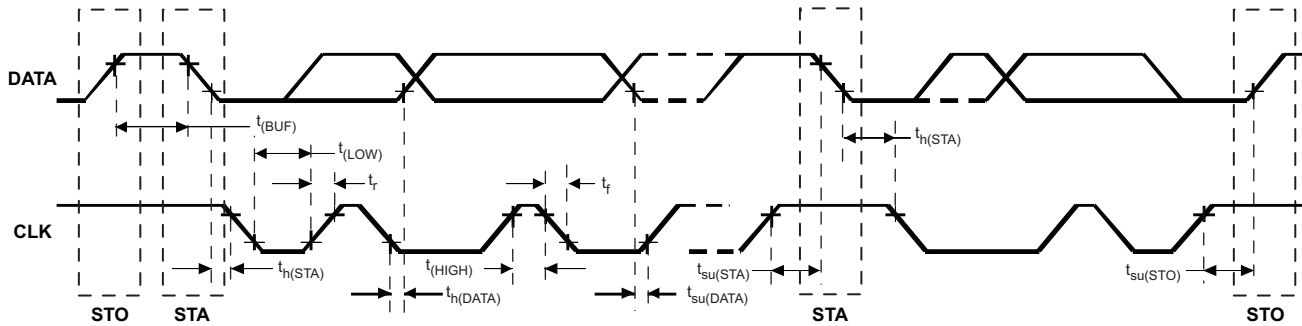 DATA
t(BUF)
t(LOW)
tr
tf
th(STA)
CLK
th(STA)
th(DATA)
t(HIGH)
tsu(DATA)
tsu(STA)
tsu(STO)
STO
STA
STA
STO